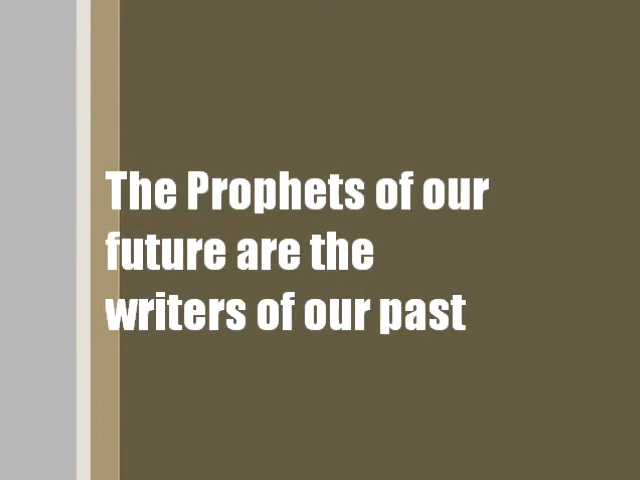 The Prophets of our
future are the
writers of our past